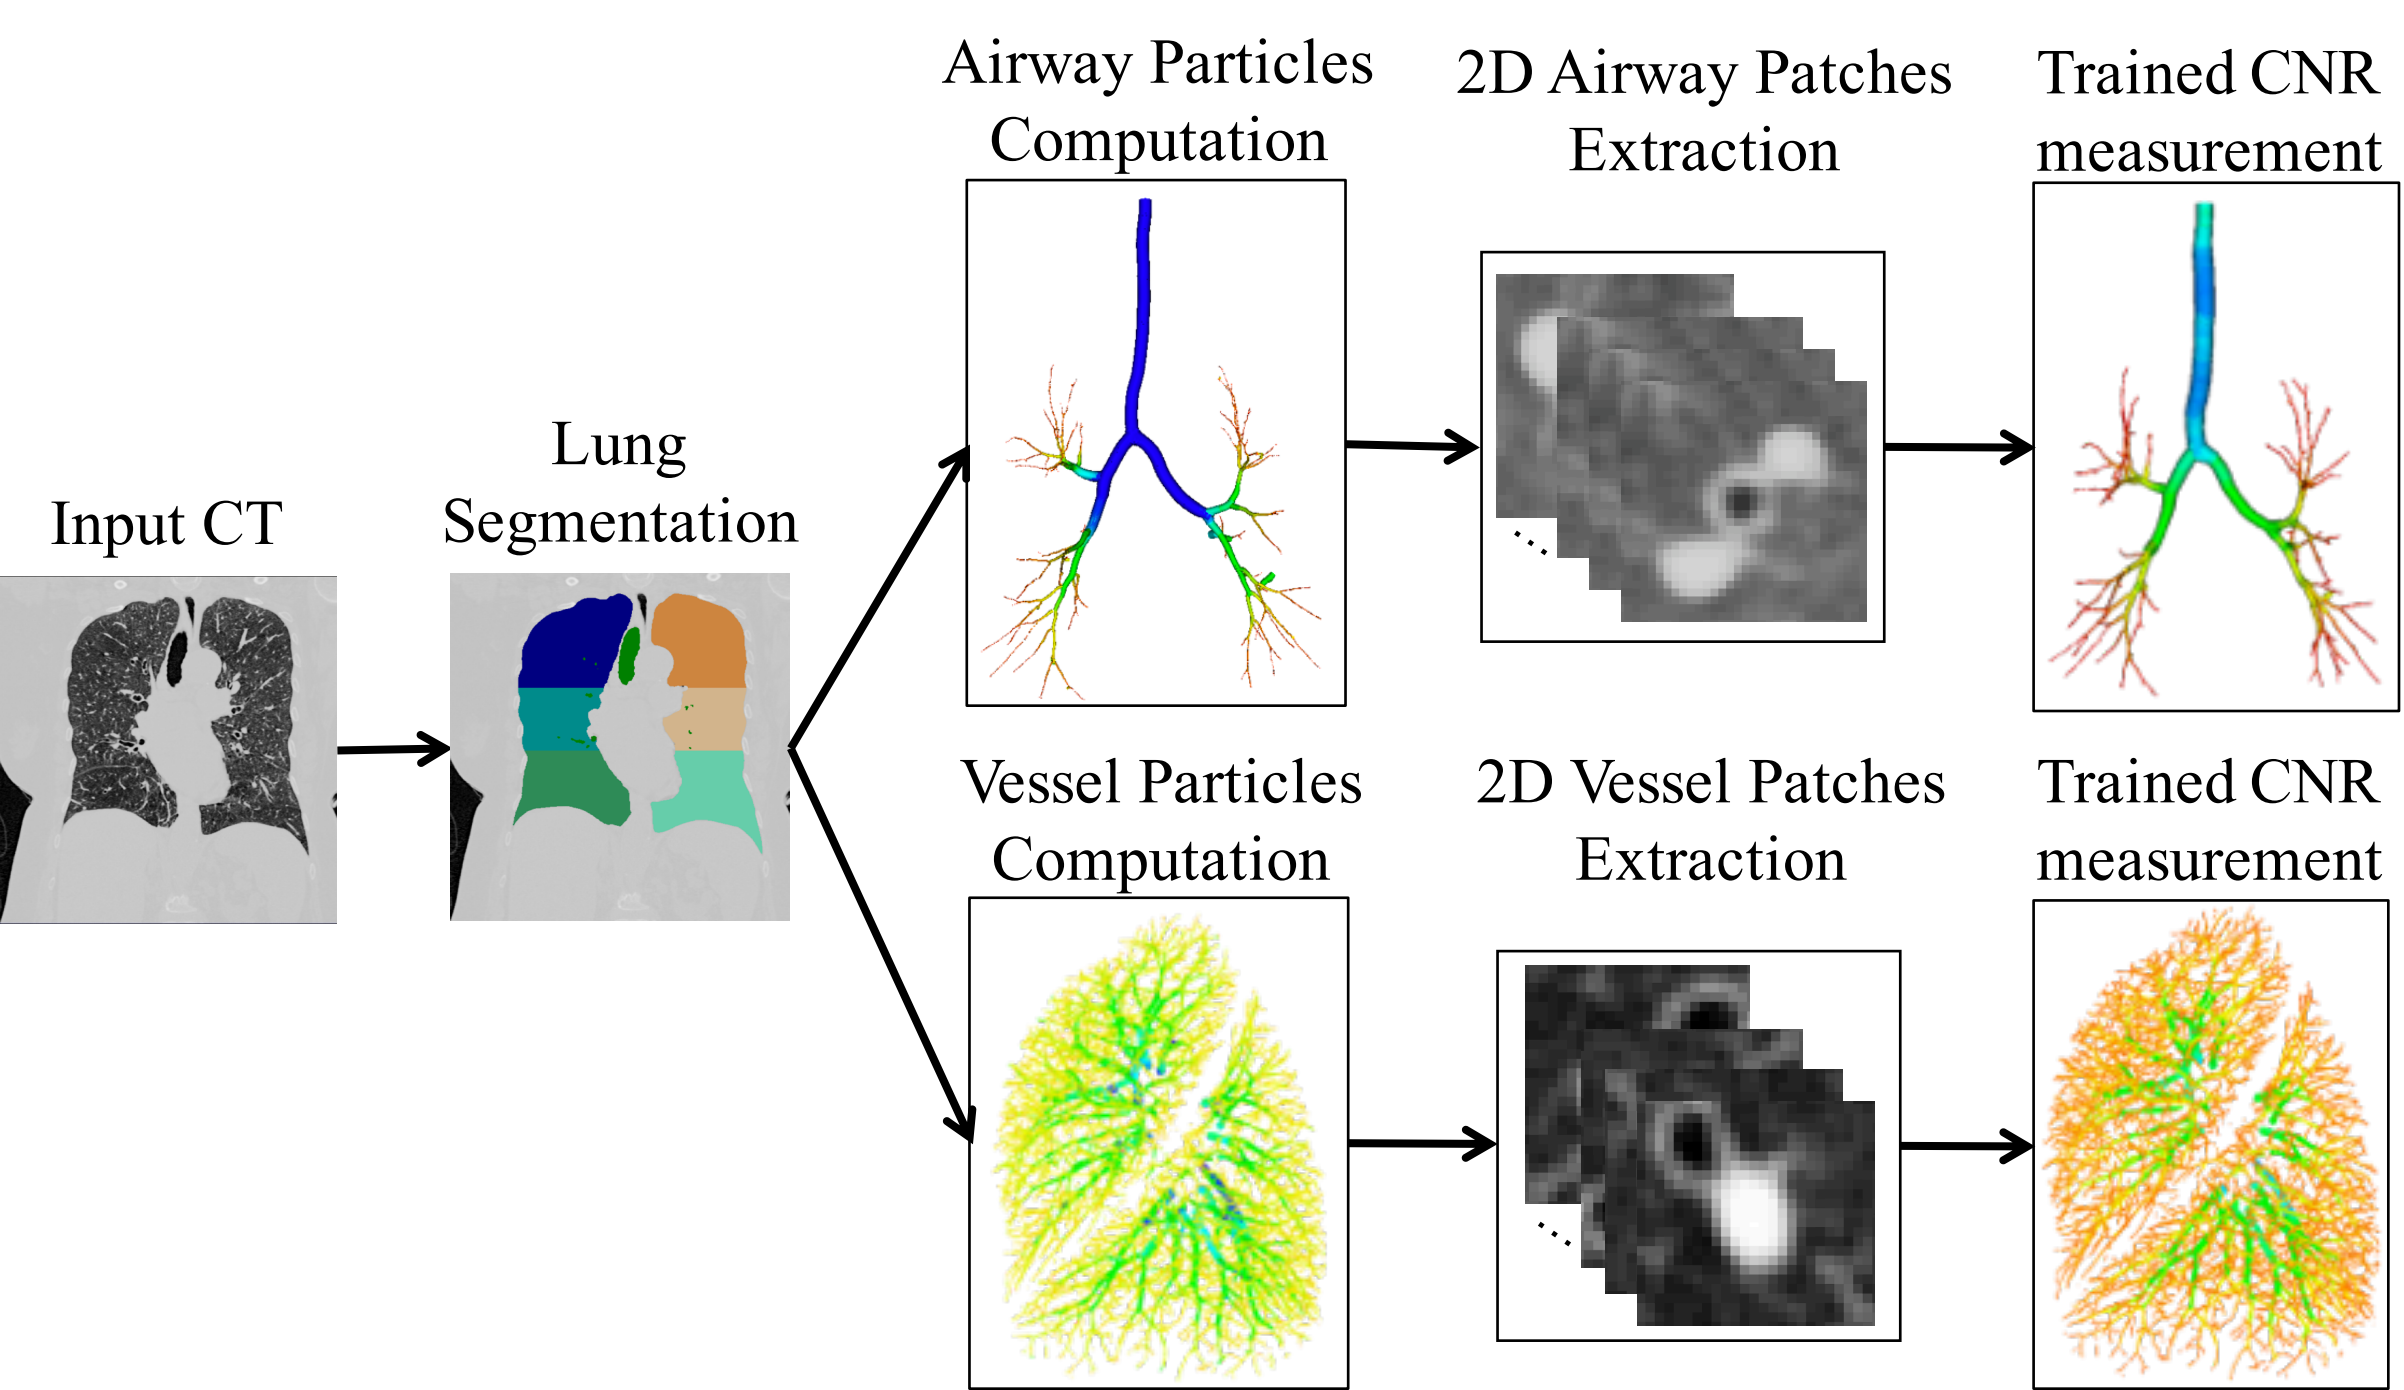 Input CT
Lung
Segmentation
Airway Particles
Computation
2D Airway Patches
Extraction
Trained CNR
measurement
Vessel Particles
Computation
2D Vessel Patches
Extraction
Trained CNR
measurement